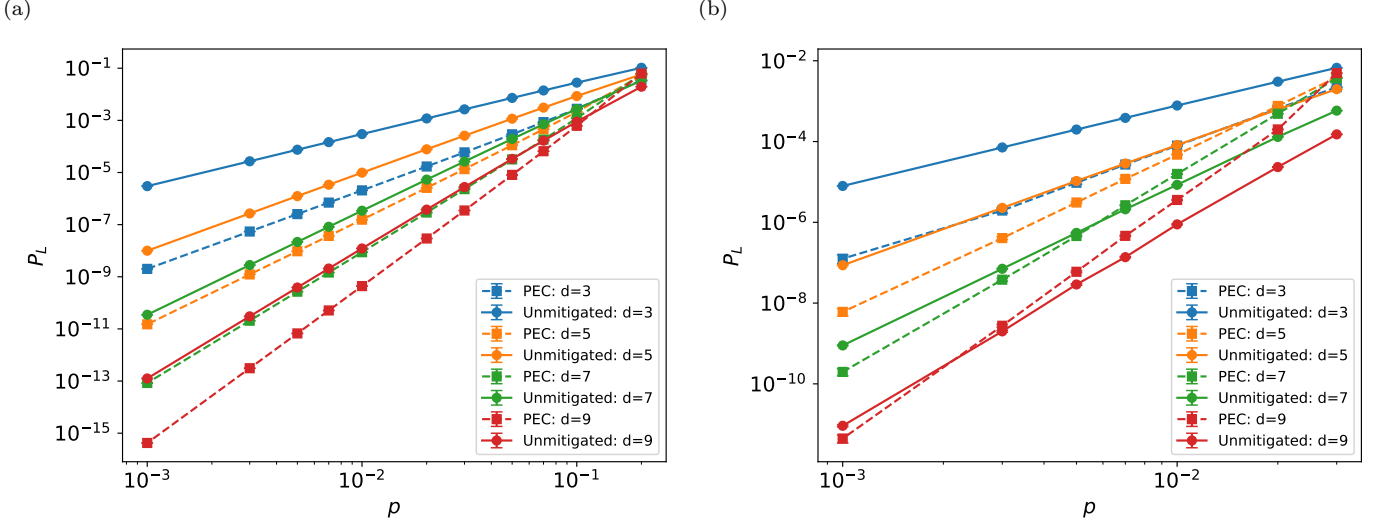 (a)
10^{-1}
10^{-3}
10^{-5}
10^{-7}
10^{-9}
10^{-11}
10^{-13}
10^{-15}
P_L
10^{-3}
10^{-2}
10^{-1}
p
PEC: d=3
Unmitigated: d=3
PEC: d=5
Unmitigated: d=5
PEC: d=7
Unmitigated: d=7
PEC: d=9
Unmitigated: d=9
(b)
10^{-2}
10^{-4}
10^{-6}
10^{-8}
10^{-10}
P_L
10^{-3}
10^{-2}
p
PEC: d=3
Unmitigated: d=3
PEC: d=5
Unmitigated: d=5
PEC: d=7
Unmitigated: d=7
PEC: d=9
Unmitigated: d=9